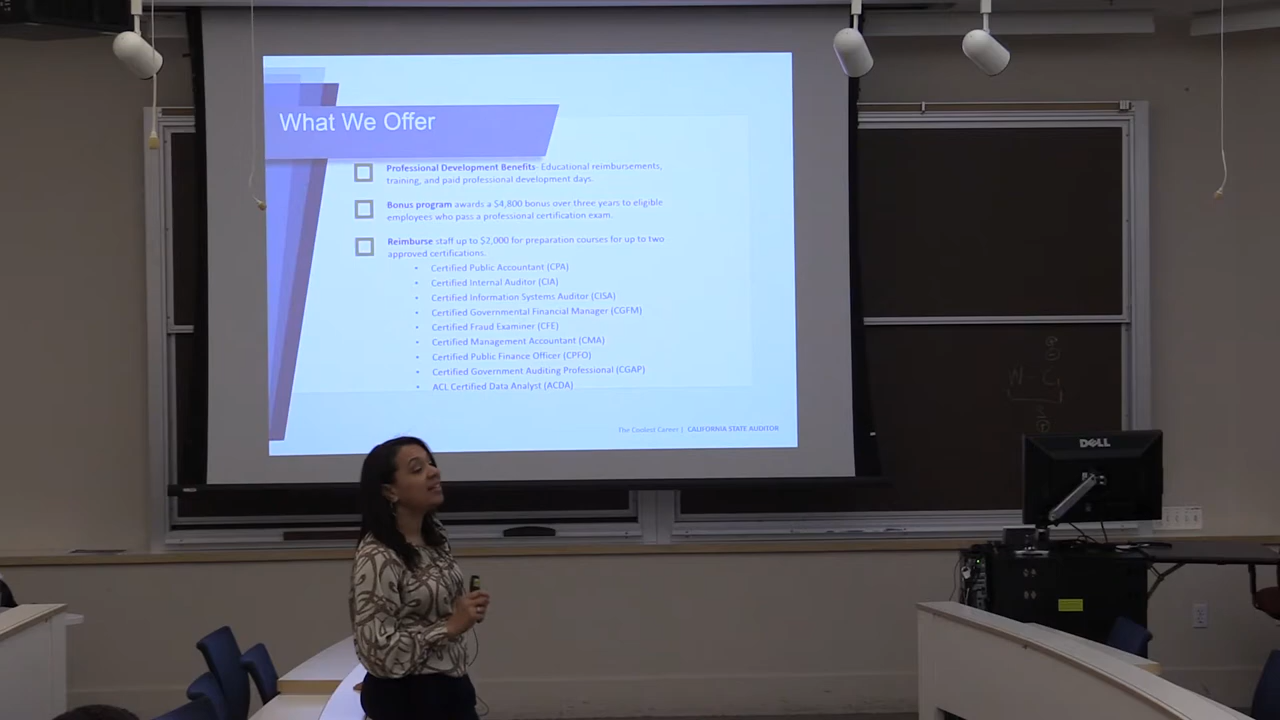 What We Offer
Professional Development Benefits- Educational reimbursements,
training, and paid professional development days.
Bonus program awards a $4,800 bonus over three years to eligible
employees who pass a professional certification exam.
Reimburse staff up to $2,000 for preparation courses for up to two
approved certifications.
• Certified Public Accountant (CPA)
• Certified Internal Auditor (CIA)
• Certified Information Systems Auditor (CISA)
• Certified Governmental Financial Manager (CGFM)
• Certified Fraud Examiner (CFE)
• Certified Management Accountant (CMA)
• Certified Public Finance Officer (CPFO)
• Certified Government Auditing Professional (CGAP)
• ACL Certified Data Analyst (ACDA)
The Coolest Career | CALIFORNIA STATE AUDITOR
DELL